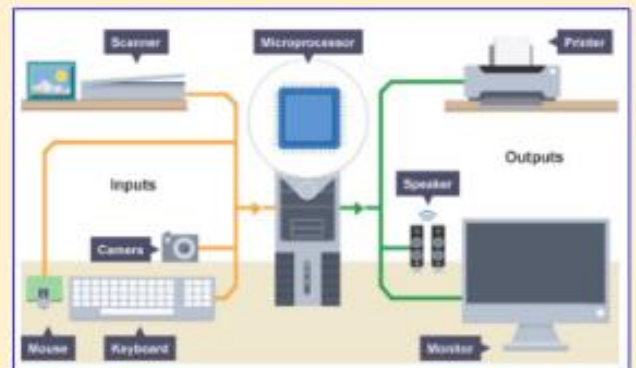 Scanner
Microprocessor
Printer
Inputs
Outputs
Speaker
Camera
Mouse
Keyboard
Monitor